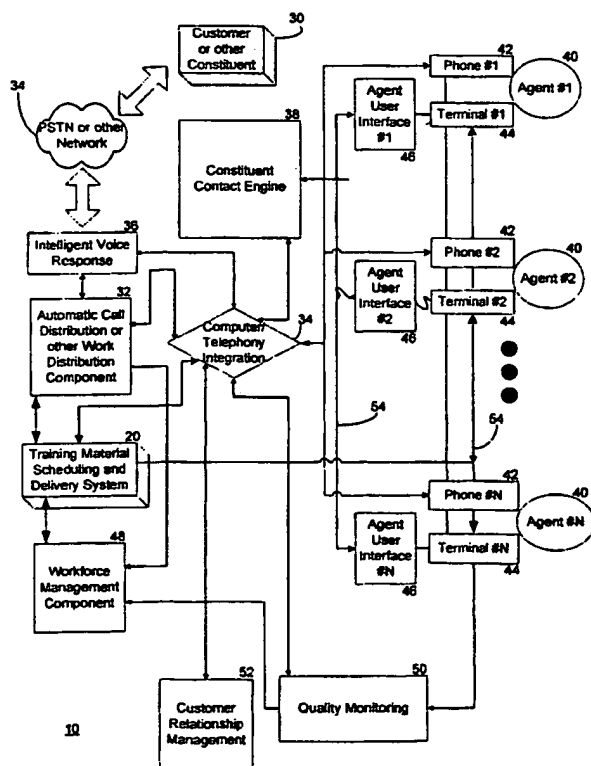 30
Customer
or other
Constituent
34
PSTN or other
Network
38
Constituent
Contact Engine
36
Intelligent Voice
Response
32
Automatic Call
Distribution or
other Work
Distribution
Component
Computer/
Telephony
Integration
34
20
Training Material
Scheduling and
Delivery System
48
Workforce
Management
Component
52
Customer
Relationship
Management
50
Quality Monitoring
10
42
Phone #1
40
Agent #1
Agent User
Interface
#1
46
Terminal #1
44
42
Phone #2
40
Agent #2
Agent User
Interface
#2
46
Terminal #2
44
54
54
42
Phone #N
40
Agent #N
Agent User
Interface
#N
46
Terminal #N
44